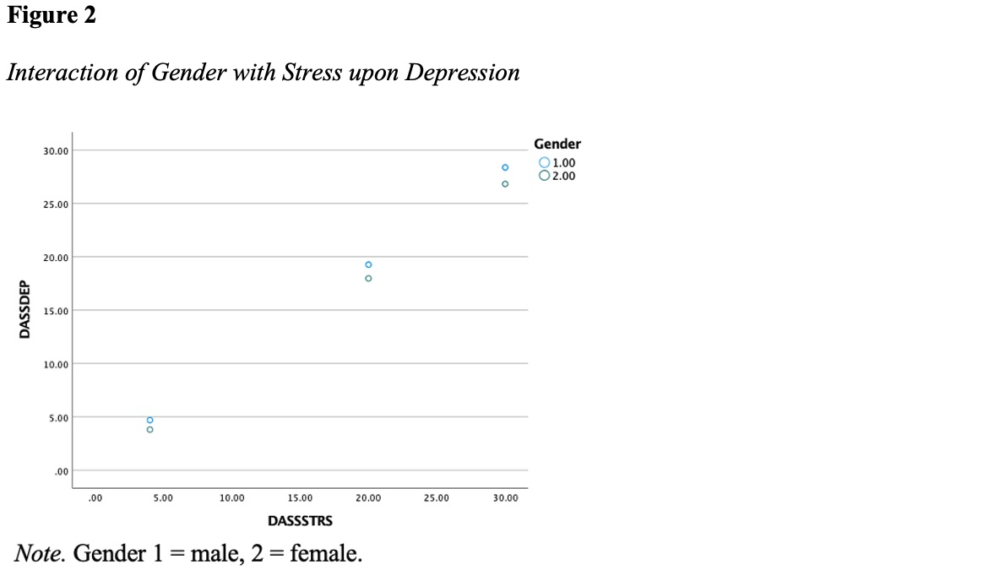 Figure 2
Interaction of Gender with Stress upon Depression
Gender
1.00
2.00
30.00
25.00
20.00
15.00
10.00
5.00
.00
DASSDEP
.00 5.00 10.00 15.00 20.00 25.00 30.00
DASSSTRS
Note. Gender 1 = male, 2 = female.